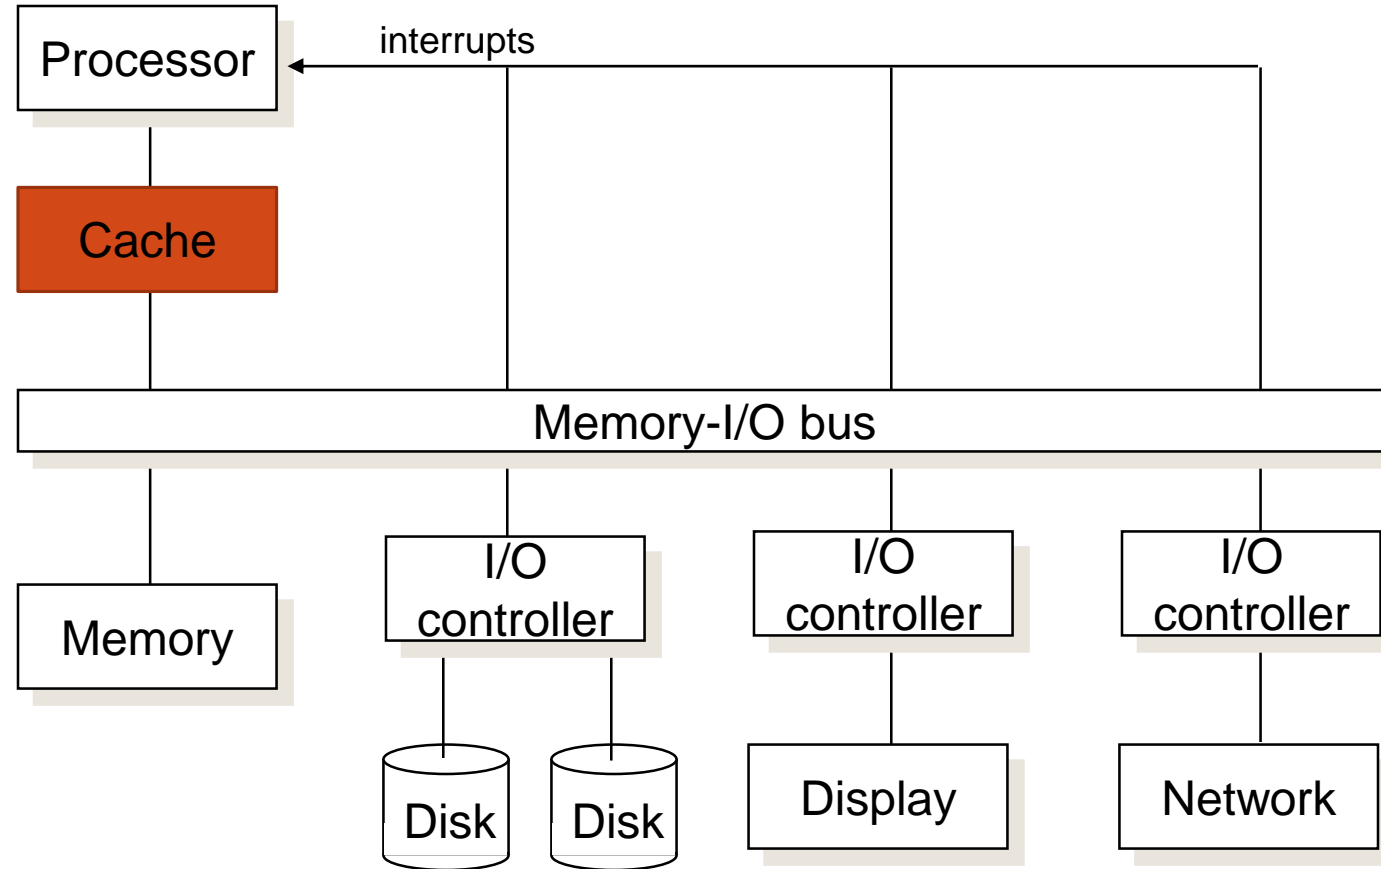 Processor
interrupts
Cache
Memory-I/O bus
I/O
controller
I/O
controller
I/O
controller
Memory
Disk
Disk
Display
Network